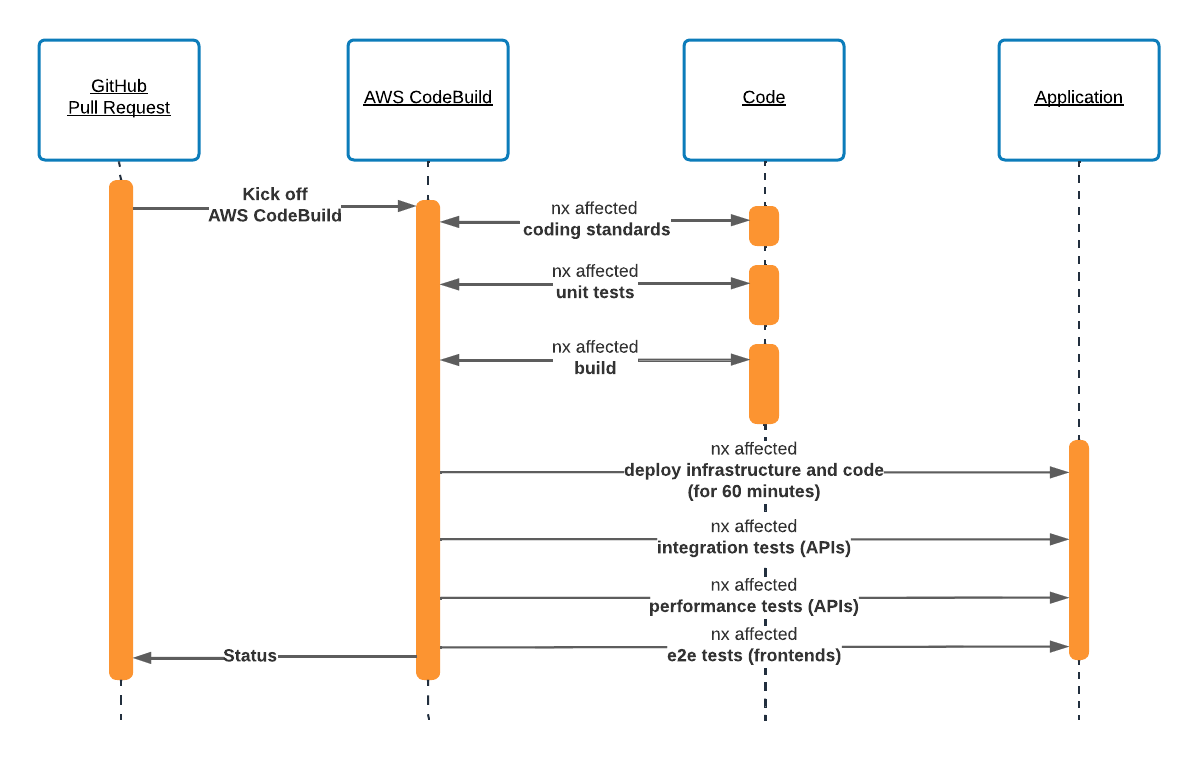 GitHub
Pull Request
AWS CodeBuild
Code
Application
Kick off
AWS CodeBuild
nx affected
coding standards
nx affected
unit tests
nx affected
build
nx affected
deploy infrastructure and code
(for 60 minutes)
nx affected
integration tests (APIs)
nx affected
performance tests (APIs)
nx affected
e2e tests (frontends)
Status